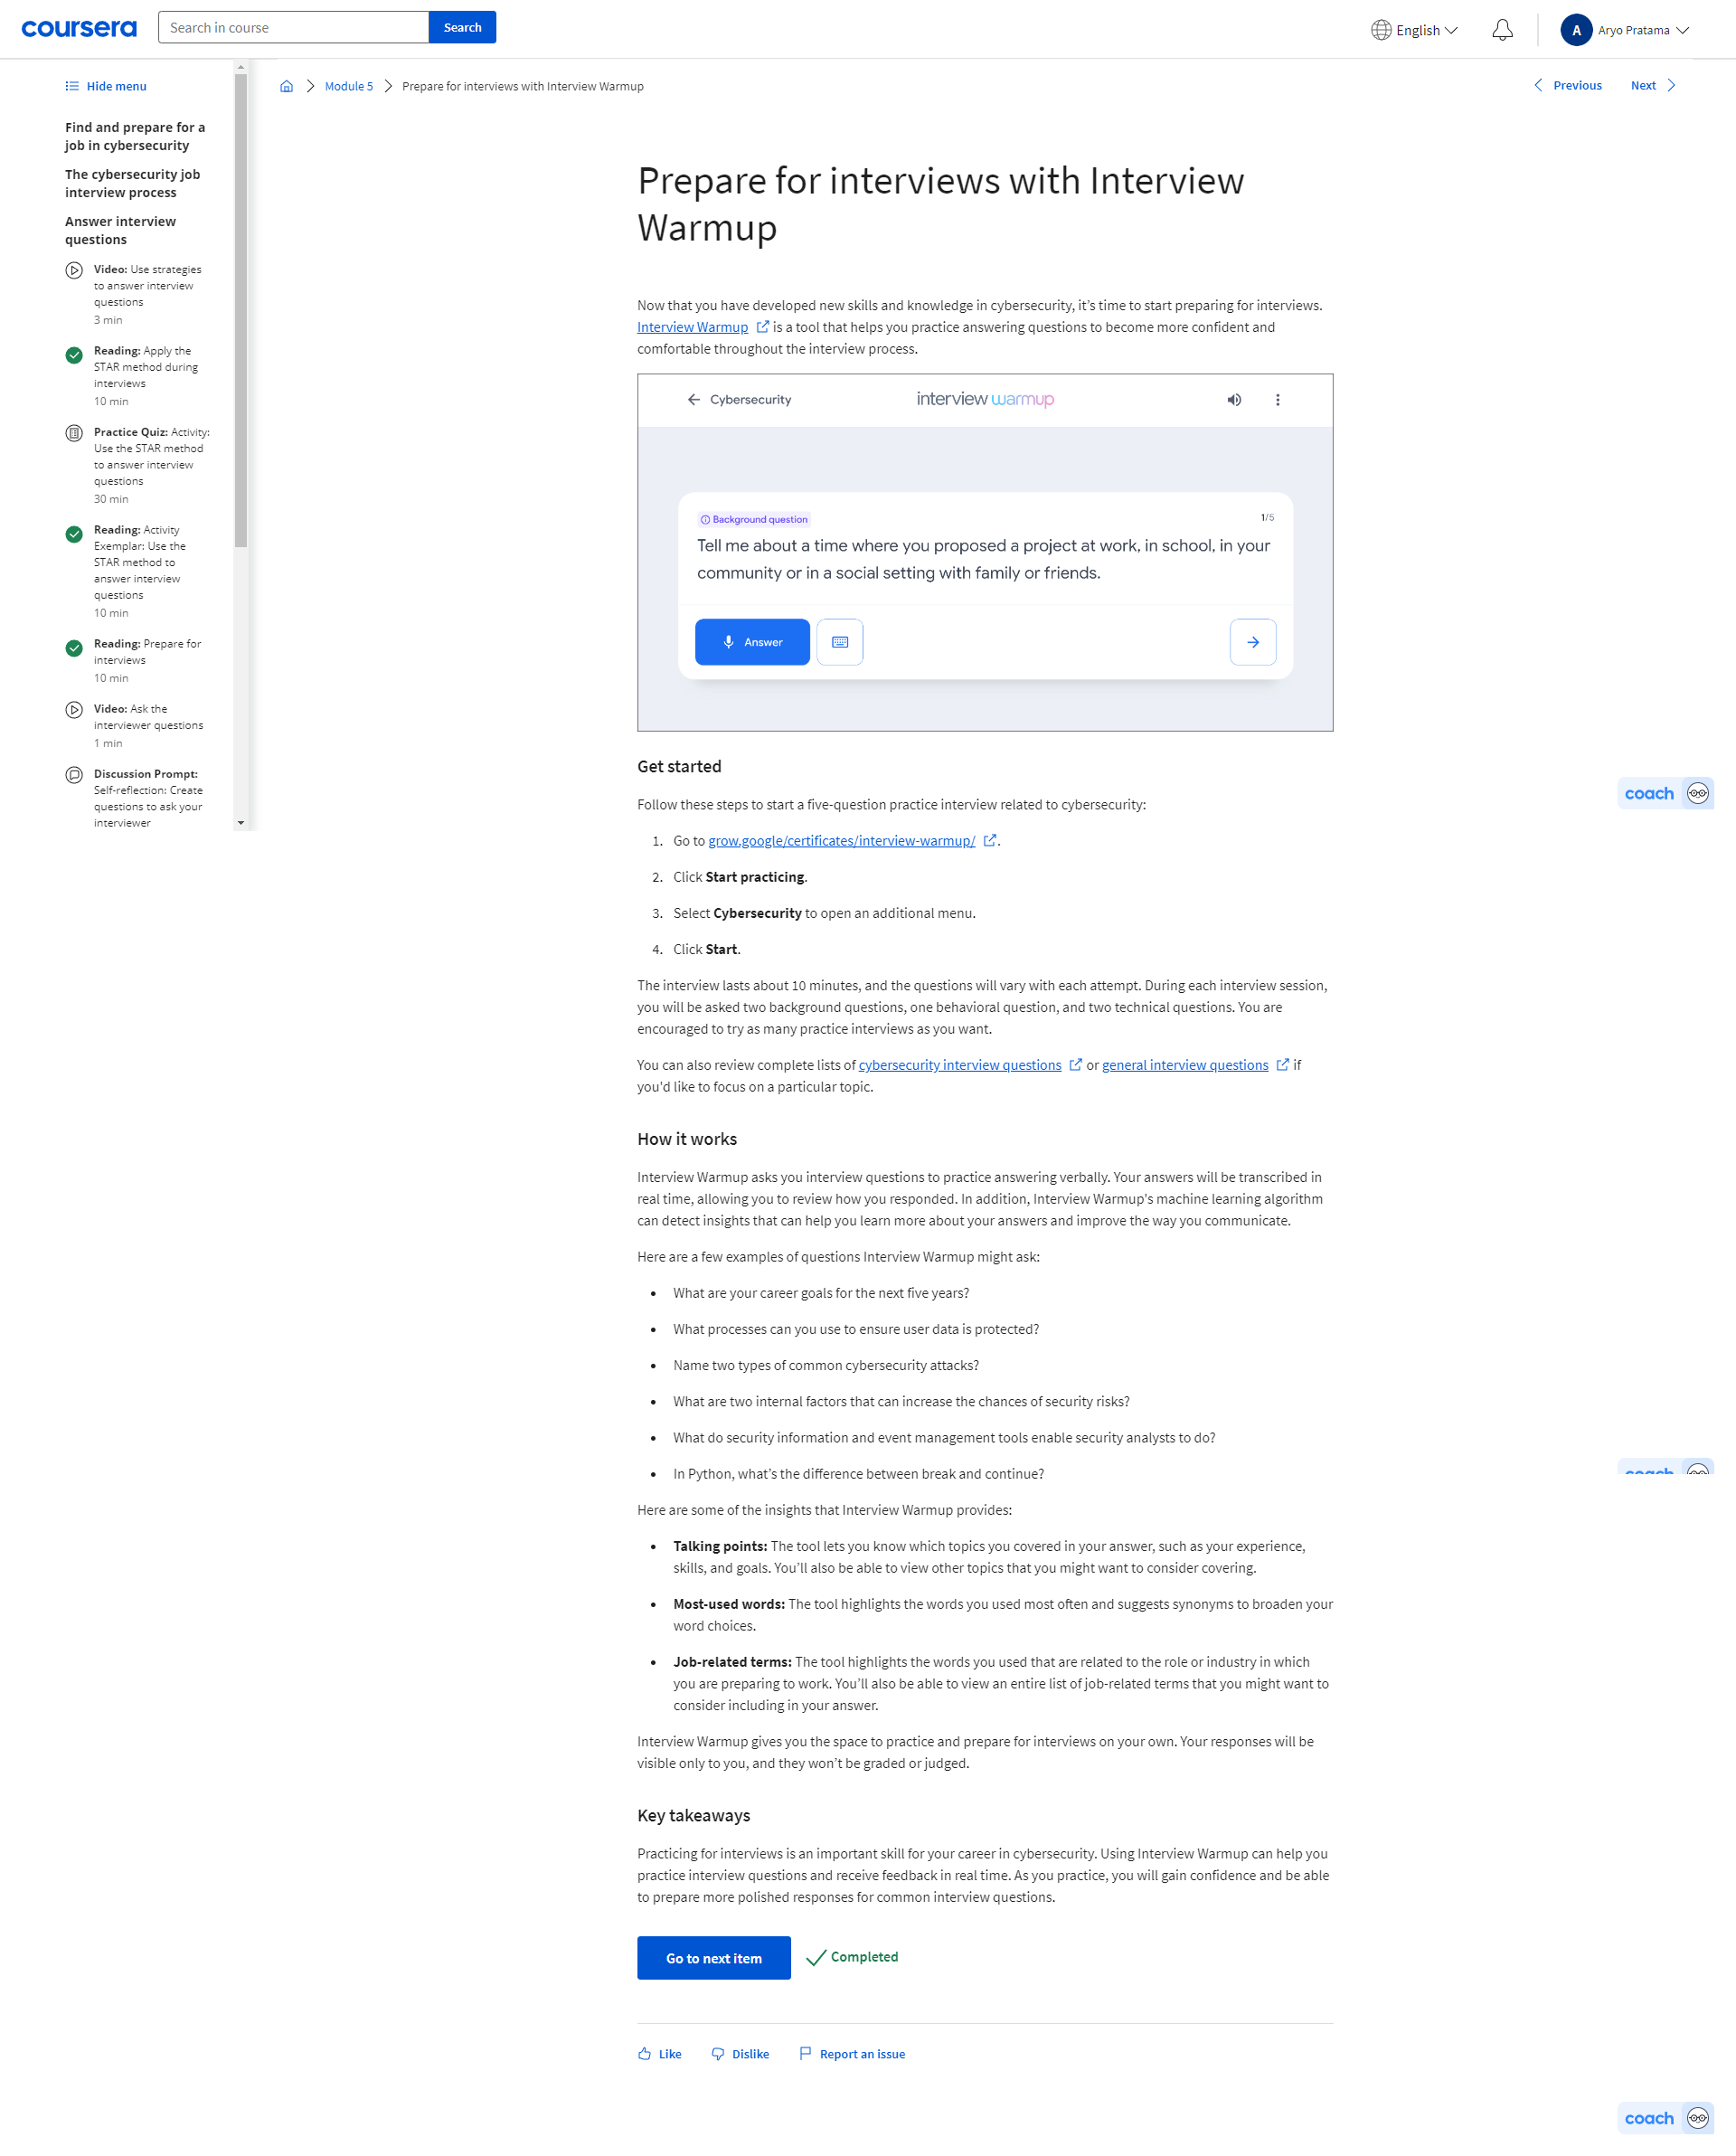 coursera
Search in course
Search
English
A
Aryo Pratama
Hide menu
Find and prepare for a
job in cybersecurity
The cybersecurity job
interview process
Answer interview
questions
Video: Use strategies
to answer interview
questions
3 min
Reading: Apply the
STAR method during
interviews
10 min
Practice Quiz: Activity:
Use the STAR method
to answer interview
questions
30 min
Reading: Activity
Exemplar: Use the
STAR method to
answer interview
questions
10 min
Reading: Prepare for
interviews
10 min
Video: Ask the
interviewer questions
1 min
Discussion Prompt:
Self-reflection: Create
questions to ask your
interviewer
Module 5
Prepare for interviews with Interview Warmup
Previous
Next
Prepare for interviews with Interview
Warmup
Now that you have developed new skills and knowledge in cybersecurity, it’s time to start preparing for interviews.
Interview Warmup is a tool that helps you practice answering questions to become more confident and
comfortable throughout the interview process.
Cybersecurity
interview warmup
Background question
1/5
Tell me about a time where you proposed a project at work, in school, in your
community or in a social setting with family or friends.
Answer
Get started
Follow these steps to start a five-question practice interview related to cybersecurity:
1. Go to grow.google/certificates/interview-warmup/ .
2. Click Start practicing.
3. Select Cybersecurity to open an additional menu.
4. Click Start.
The interview lasts about 10 minutes, and the questions will vary with each attempt. During each interview session,
you will be asked two background questions, one behavioral question, and two technical questions. You are
encouraged to try as many practice interviews as you want.
You can also review complete lists of cybersecurity interview questions or general interview questions if
you'd like to focus on a particular topic.
How it works
Interview Warmup asks you interview questions to practice answering verbally. Your answers will be transcribed in
real time, allowing you to review how you responded. In addition, Interview Warmup's machine learning algorithm
can detect insights that can help you learn more about your answers and improve the way you communicate.
Here are a few examples of questions Interview Warmup might ask:
• What are your career goals for the next five years?
• What processes can you use to ensure user data is protected?
• Name two types of common cybersecurity attacks?
• What are two internal factors that can increase the chances of security risks?
• What do security information and event management tools enable security analysts to do?
• In Python, what’s the difference between break and continue?
Here are some of the insights that Interview Warmup provides:
• Talking points: The tool lets you know which topics you covered in your answer, such as your experience,
skills, and goals. You’ll also be able to view other topics that you might want to consider covering.
• Most-used words: The tool highlights the words you used most often and suggests synonyms to broaden your
word choices.
• Job-related terms: The tool highlights the words you used that are related to the role or industry in which
you are preparing to work. You’ll also be able to view an entire list of job-related terms that you might want to
consider including in your answer.
Interview Warmup gives you the space to practice and prepare for interviews on your own. Your responses will be
visible only to you, and they won’t be graded or judged.
Key takeaways
Practicing for interviews is an important skill for your career in cybersecurity. Using Interview Warmup can help you
practice interview questions and receive feedback in real time. As you practice, you will gain confidence and be able
to prepare more polished responses for common interview questions.
Go to next item
Completed
Like
Dislike
Report an issue
coach
coach
coach